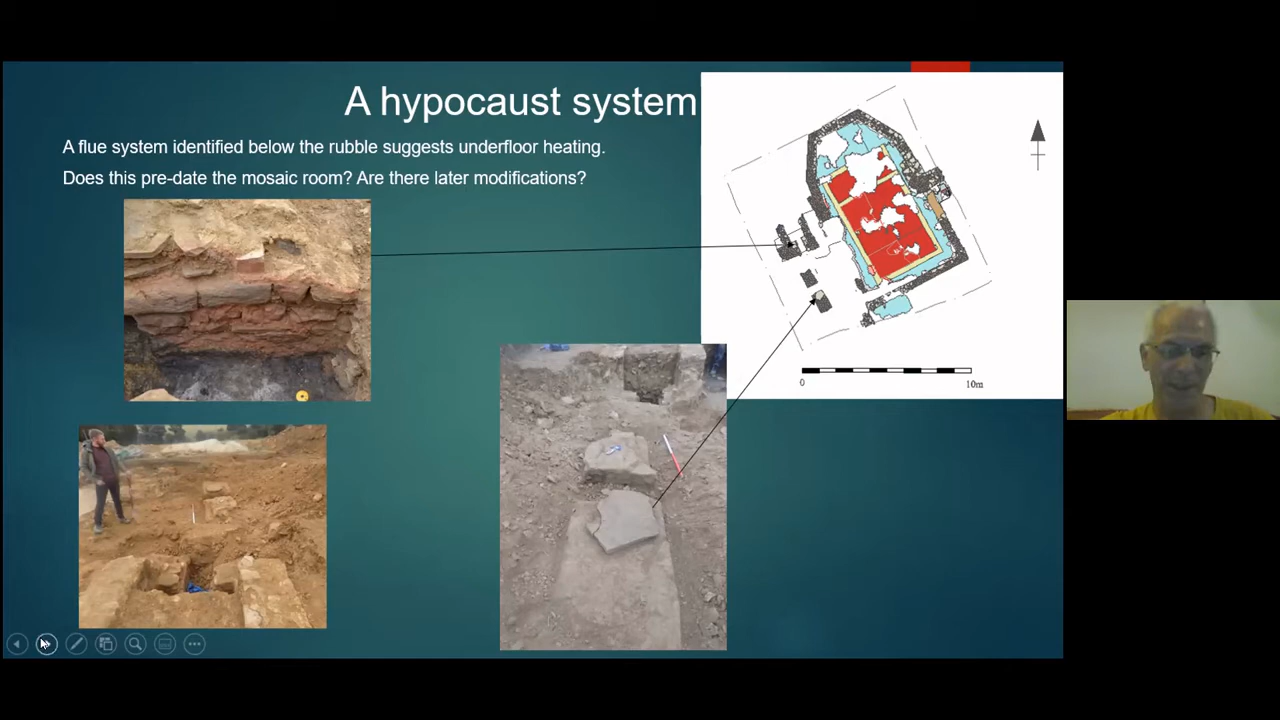 A hypocaust system
A flue system identified below the rubble suggests underfloor heating.
Does this pre-date the mosaic room? Are there later modifications?
0
10m